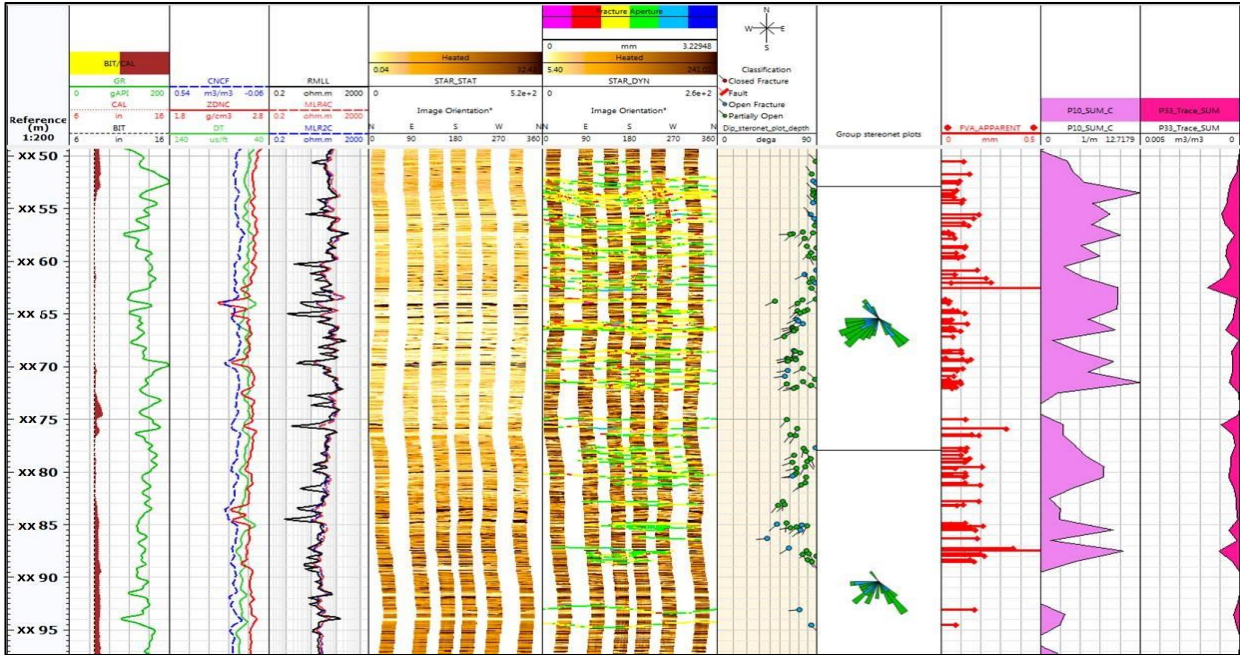 Fracture Aperture
0 mm 3.22948
N
W E
S
BIT/CAL
Heated
0.04
Heated
5.40
Classification
Closed Fracture
Fault
Open Fracture
Partially Open
GR
0 gAPI 200
CAL
6 in 16
BIT
6 in 16
CNCF
0.54 m3/m3 -0.06
ZDNC
1.8 g/cm3 2.8
DT
140 us/ft 40
RMLL
0.2 ohm.m 2000
MLR4C
0.2 ohm.m 2000
MLR2C
0.2 ohm.m 2000
STAR_STAT
0 5.2e+2
Image Orientation*
N E S W N
0 90 180 270 360
STAR_DYN
0 2.6e+2
Image Orientation*
N E S W N
0 90 180 270 360
Dip_steronet_plot_depth
0 dega 90
Group stereonet plots
PVA_APPARENT
0 mm 0.5
P10_SUM_C
P10_SUM_C
0 1/m 12.7179
P33_Trace_SUM
P33_Trace_SUM
0.005 m3/m3 0
Reference
(m)
1:200
XX 50
XX 55
XX 60
XX 65
XX 70
XX 75
XX 80
XX 85
XX 90
XX 95